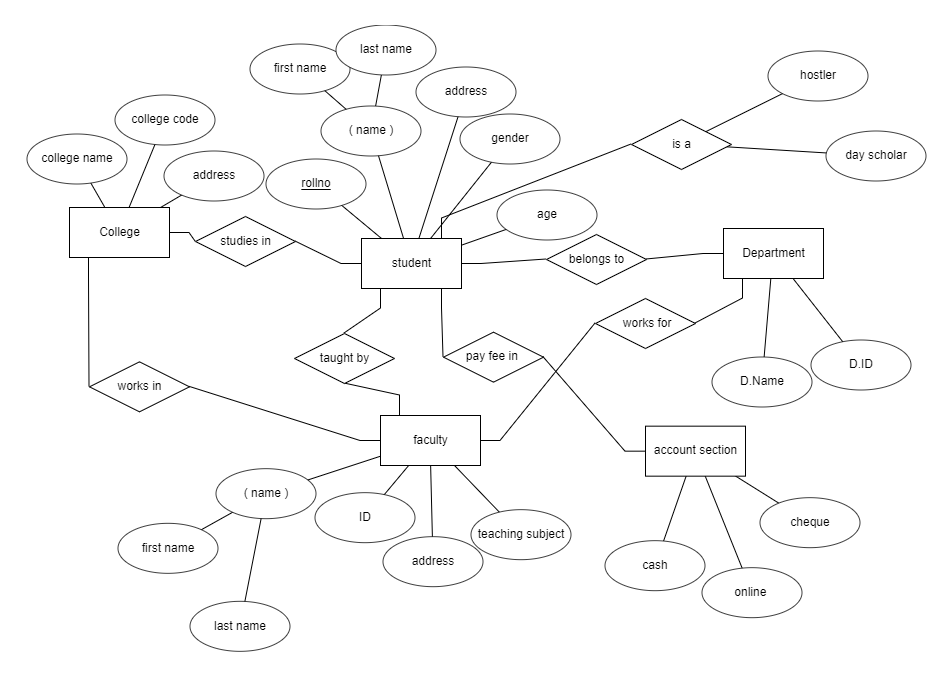 last name
first name
hostler
address
college code
( name )
gender
is a
college name
day scholar
address
rollno
age
College
studies in
student
belongs to
Department
works for
taught by
pay fee in
D.ID
D.Name
works in
faculty
account section
( name )
ID
cheque
teaching subject
first name
address
cash
online
last name